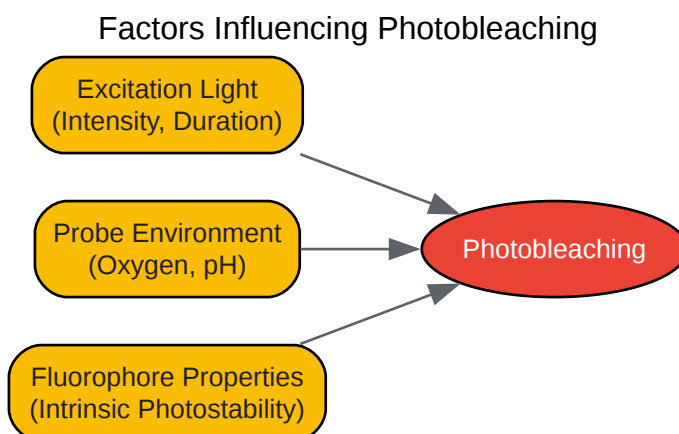 Factors Influencing Photobleaching
Excitation Light
(Intensity, Duration)
Probe Environment
(Oxygen, pH)
Photobleaching
Fluorophore Properties
(Intrinsic Photostability)